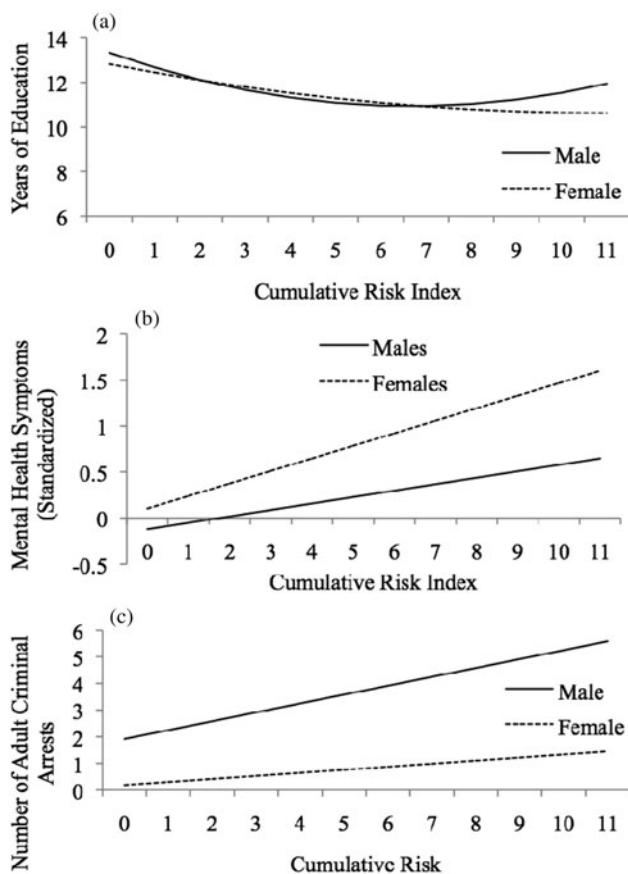 (a)
Years of Education
14
12
10
8
6
Male
Female
0 1 2 3 4 5 6 7 8 9 10 11
Cumulative Risk Index
(b)
Mental Health Symptoms
(Standardized)
2
1.5
1
0.5
0
-0.5
Males
Females
0 1 2 3 4 5 6 7 8 9 10 11
Cumulative Risk Index
(c)
Number of Adult Criminal
Arrests
6
5
4
3
2
1
0
Male
Female
0 1 2 3 4 5 6 7 8 9 10 11
Cumulative Risk